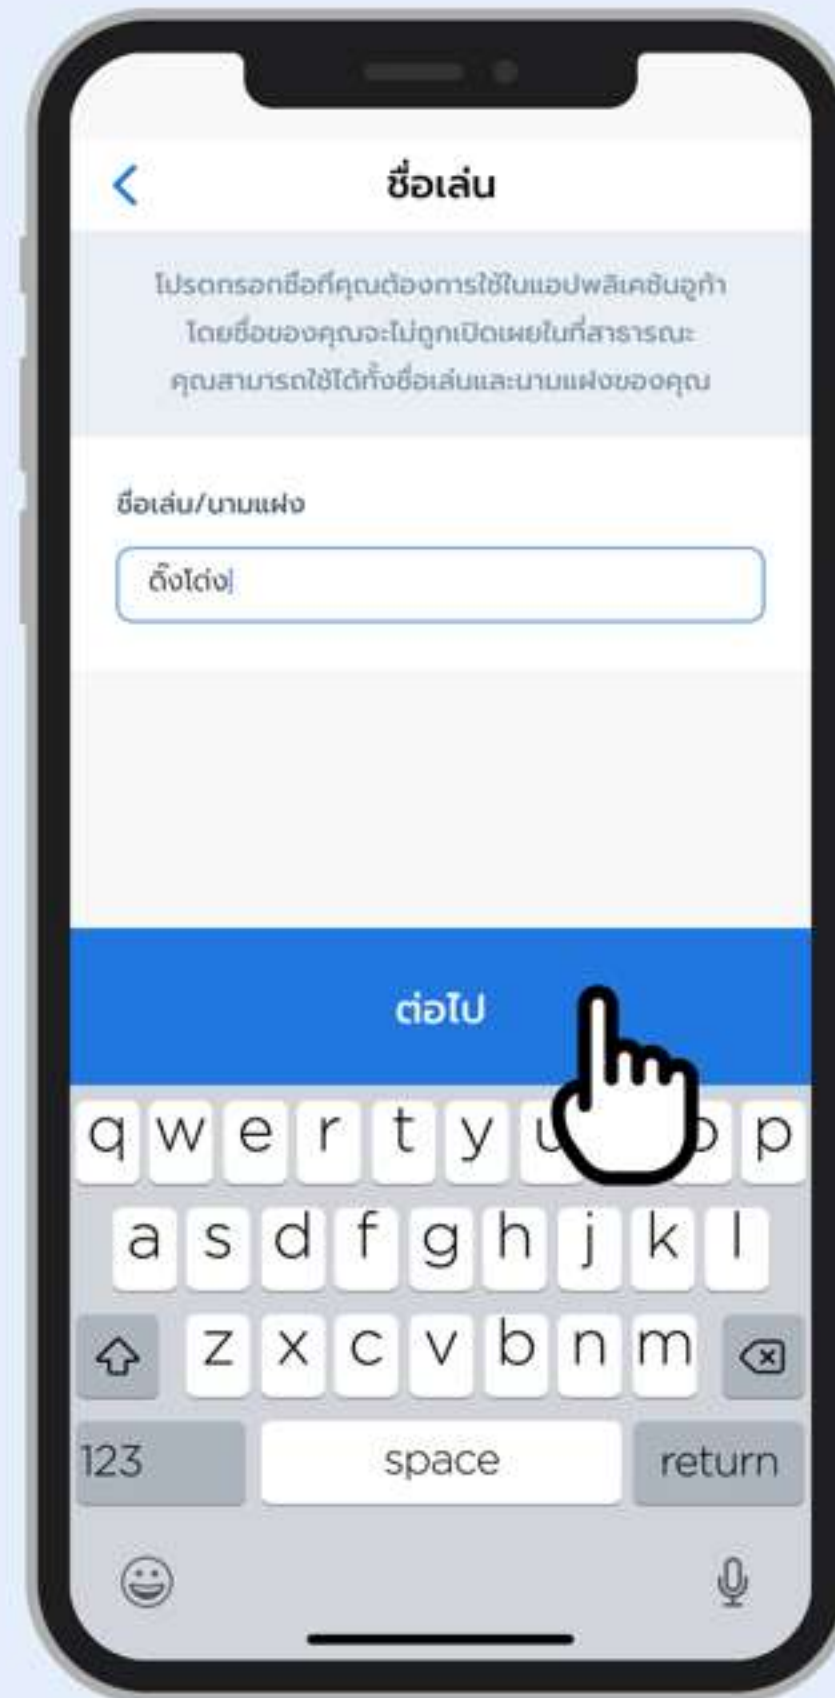 ชื่อเล่น
โปรดกรอกชื่อที่คุณต้องการใช้ในแอปพลิเคชันอูก้า
โดยชื่อของคุณจะไม่ถูกเปิดเผยในที่สาธารณะ
คุณสามารถใช้ได้ทั้งชื่อเล่นและนามแฝงของคุณ
ชื่อเล่น/นามแฝง
ดิ๊งโด่ง
ต่อไป
q w e r t y u o p
a s d f g h j k l
z x c v b n m
123 space return